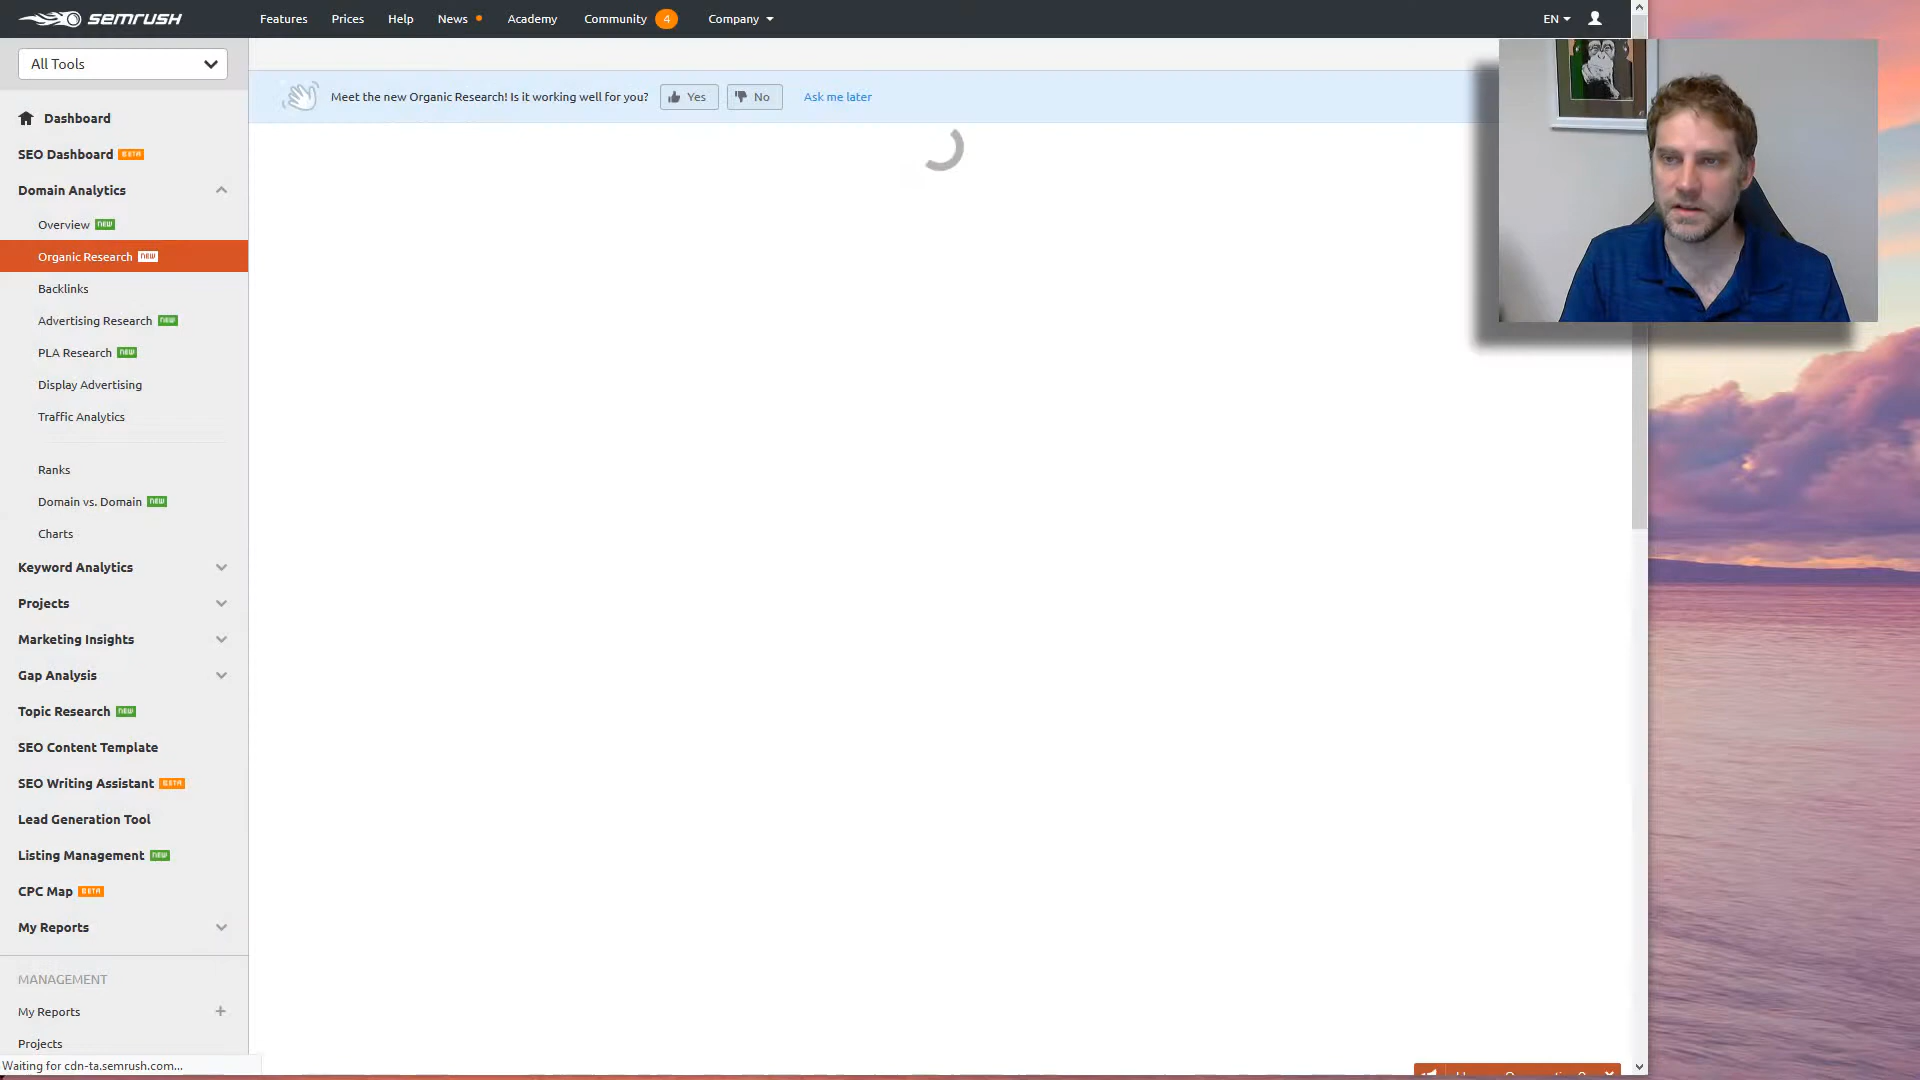 SEMRUSH
Features
Prices
Help
News
Academy
Community 4
Company
EN
All Tools
Meet the new Organic Research! Is it working well for you?
Yes
No
Ask me later
Dashboard
SEO Dashboard BETA
Domain Analytics
Overview NEW
Organic Research NEW
Backlinks
Advertising Research NEW
PLA Research NEW
Display Advertising
Traffic Analytics
Ranks
Domain vs. Domain NEW
Charts
Keyword Analytics
Projects
Marketing Insights
Gap Analysis
Topic Research NEW
SEO Content Template
SEO Writing Assistant BETA
Lead Generation Tool
Listing Management NEW
CPC Map BETA
My Reports
MANAGEMENT
My Reports +
Projects
Waiting for cdn-ta.semrush.com...